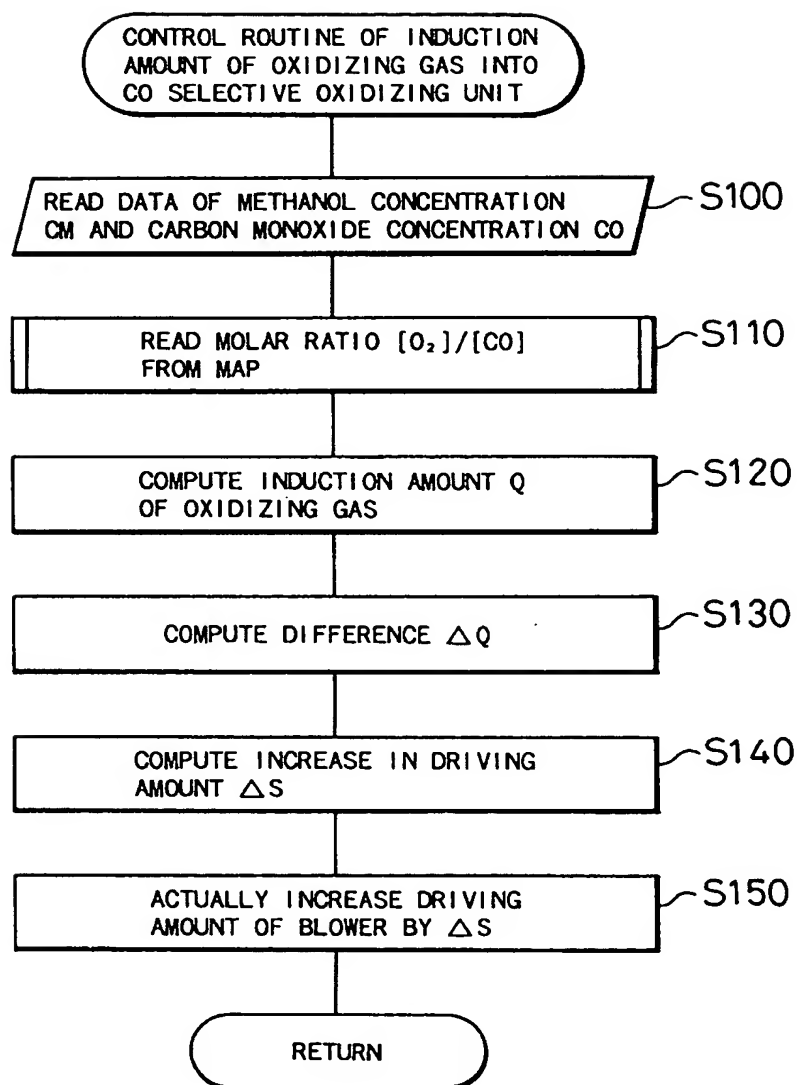 CONTROL ROUTINE OF INDUCTION
AMOUNT OF OXIDIZING GAS INTO
CO SELECTIVE OXIDIZING UNIT
READ DATA OF METHANOL CONCENTRATION
CM AND CARBON MONOXIDE CONCENTRATION CO
S100
READ MOLAR RATIO [O₂]/[CO]
FROM MAP
S110
COMPUTE INDUCTION AMOUNT Q
OF OXIDIZING GAS
S120
COMPUTE DIFFERENCE △Q
S130
COMPUTE INCREASE IN DRIVING
AMOUNT △S
S140
ACTUALLY INCREASE DRIVING
AMOUNT OF BLOWER BY △S
S150
RETURN